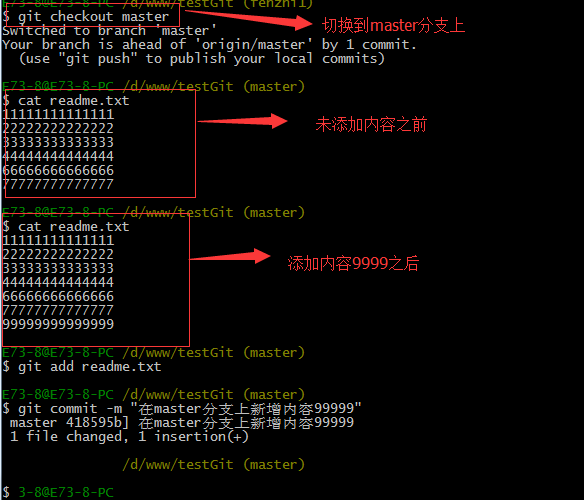 E73-8@E73-8-PC /d/www/testGit (fenzhi1)
$ git checkout master
切换到master分支上
Switched to branch 'master'
Your branch is ahead of 'origin/master' by 1 commit.
(use "git push" to publish your local commits)
E73-8@E73-8-PC /d/www/testGit (master)
$ cat readme.txt
11111111111111
未添加内容之前
22222222222222
33333333333333
44444444444444
66666666666666
77777777777777
E73-8@E73-8-PC /d/www/testGit (master)
$ cat readme.txt
11111111111111
22222222222222
33333333333333
添加内容9999之后
44444444444444
66666666666666
77777777777777
99999999999999
E73-8@E73-8-PC /d/www/testGit (master)
$ git add readme.txt
E73-8@E73-8-PC /d/www/testGit (master)
$ git commit -m "在master分支上新增内容99999"
master 418595b] 在master分支上新增内容99999
1 file changed, 1 insertion(+)
/d/www/testGit (master)
$ 3-8@E73-8-PC